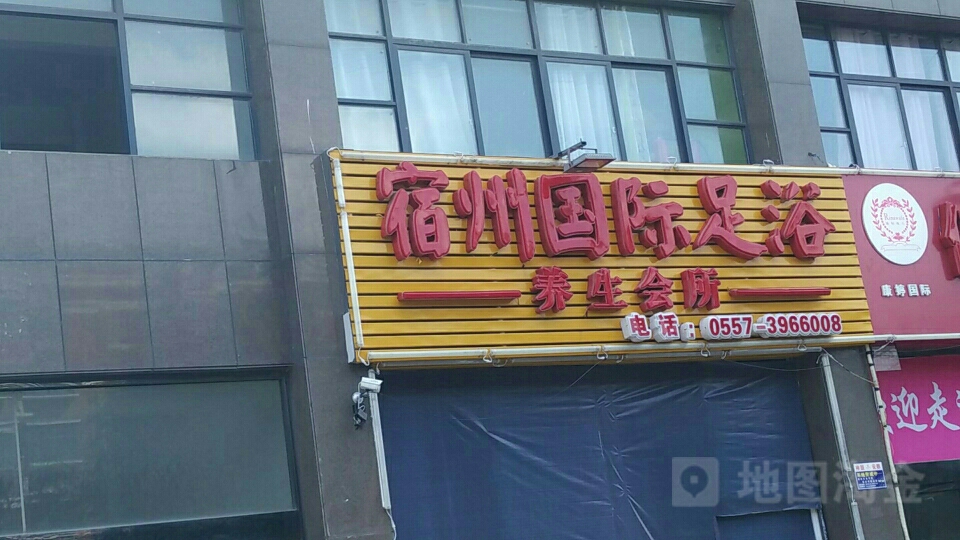 宿州国际足浴
养生会所
电话:0557-3966008
康婷国际
迎走
地图淘金